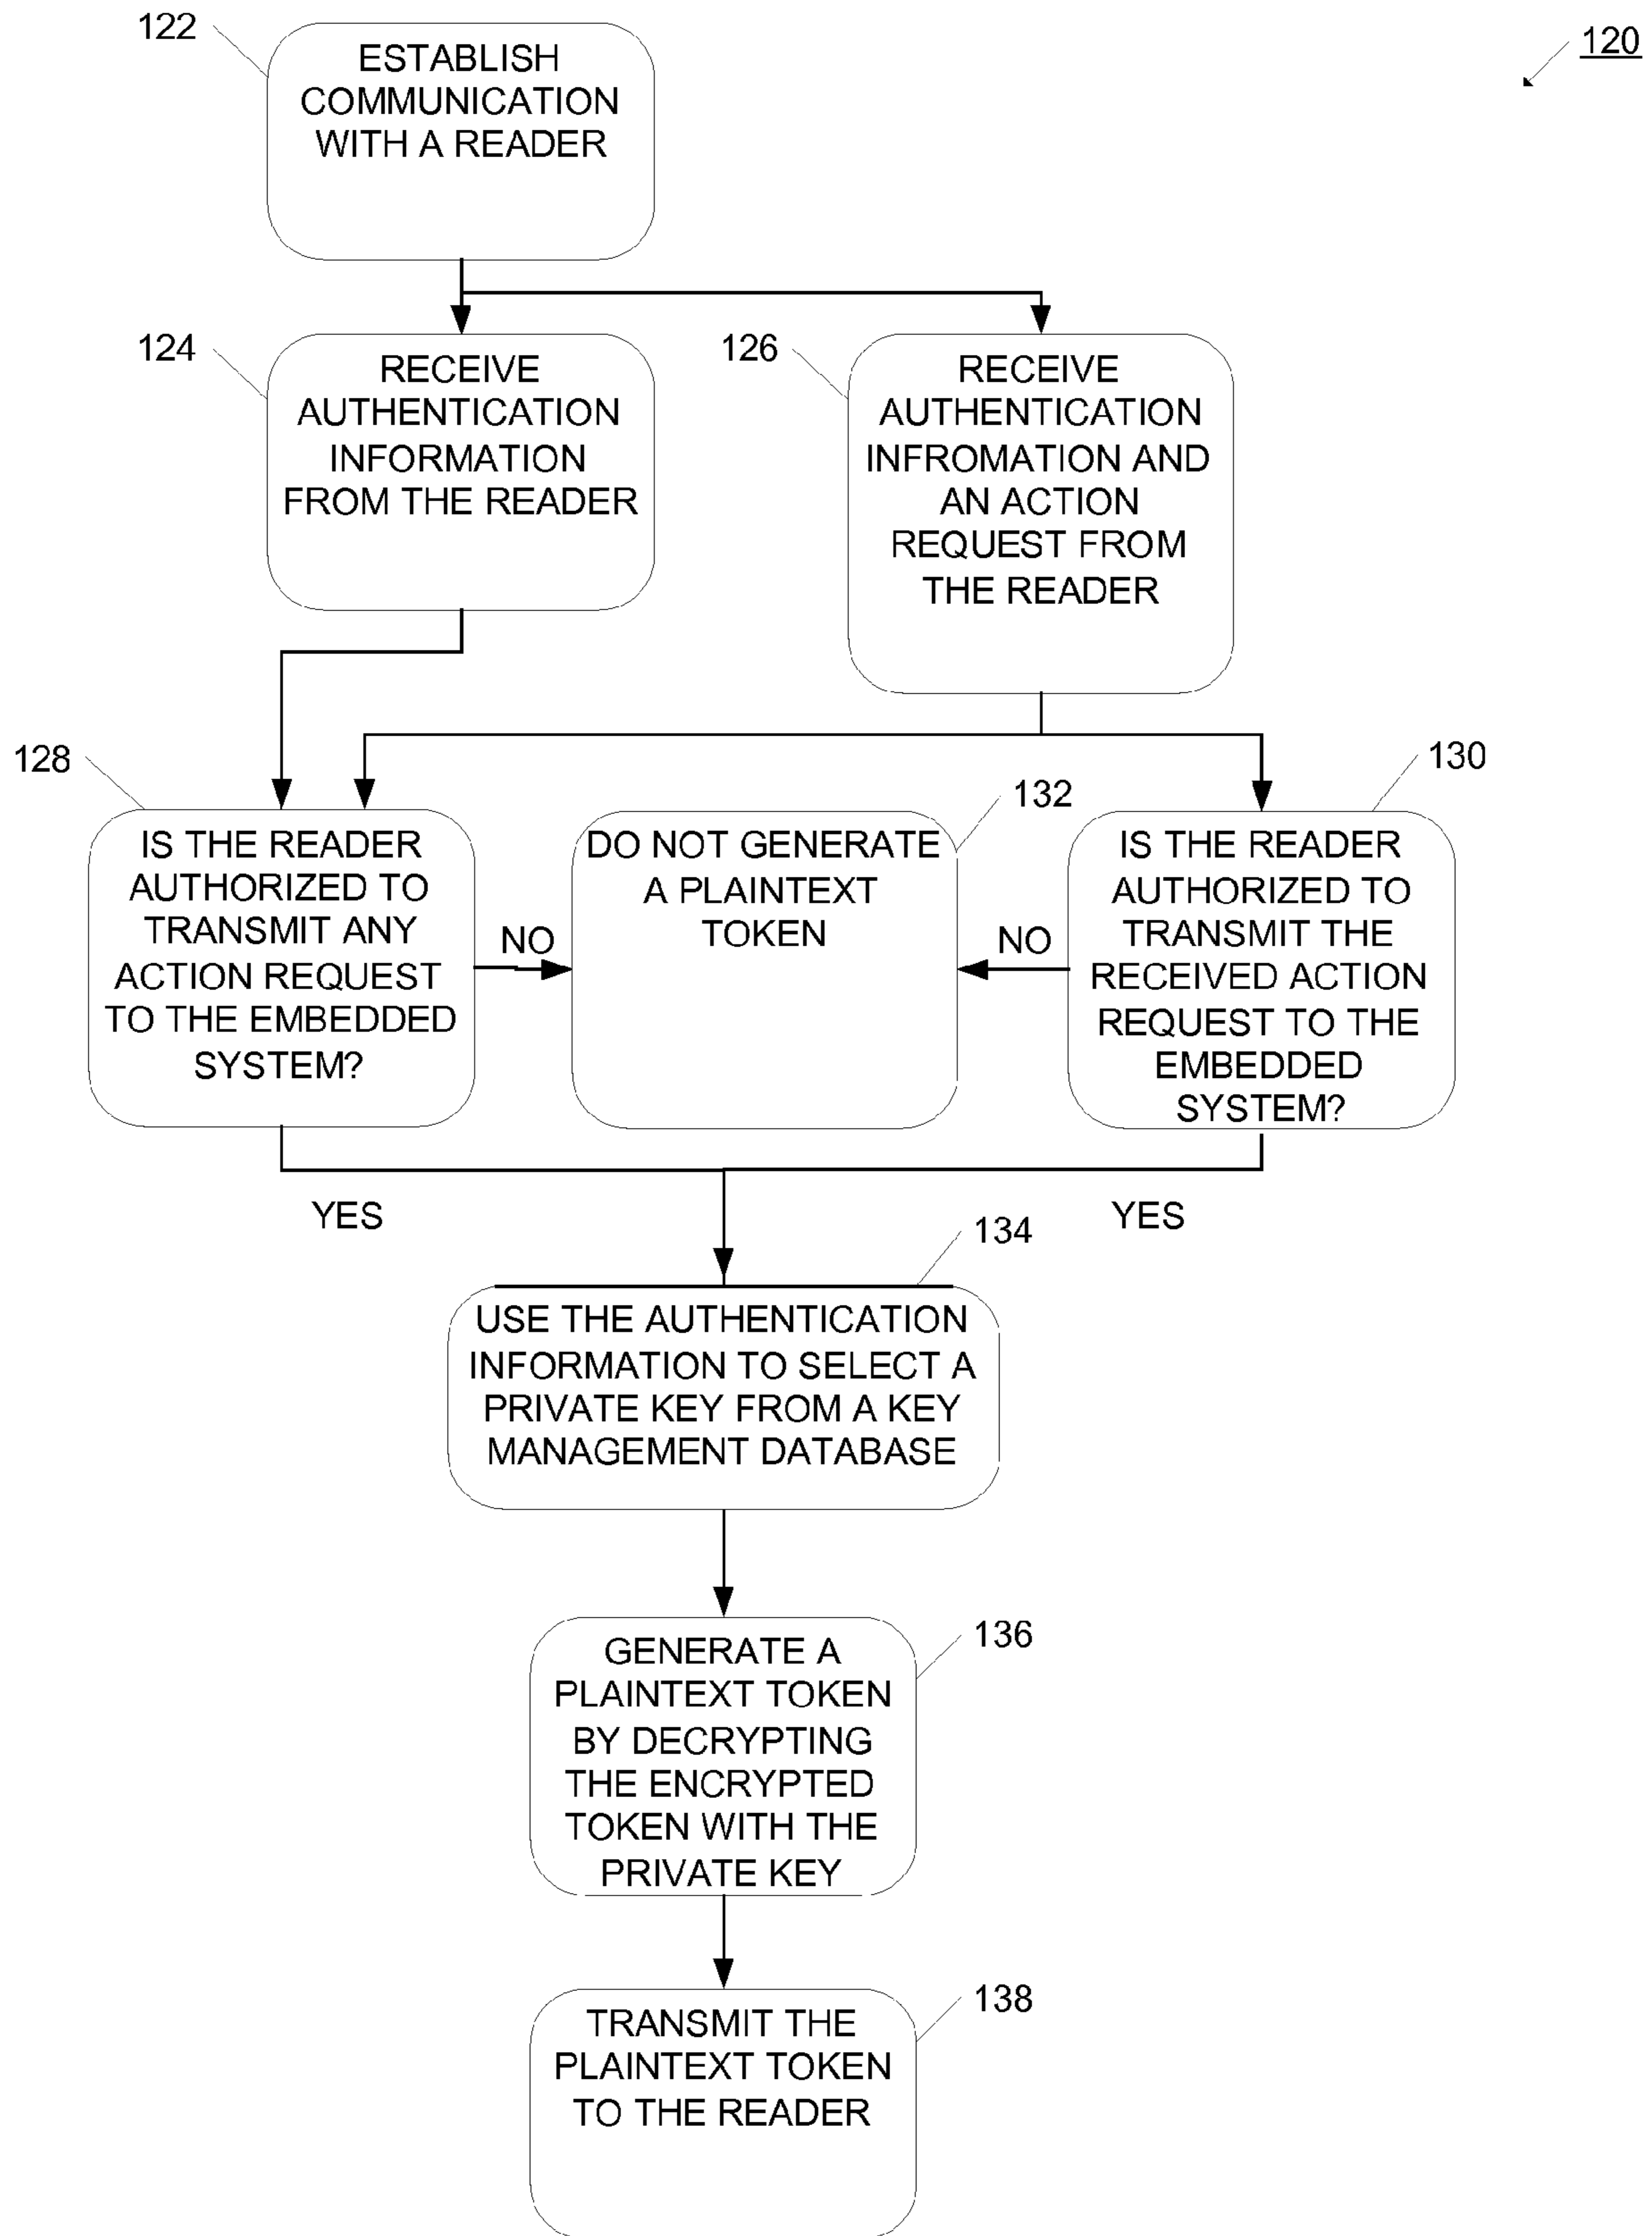 122
120
ESTABLISH
COMMUNICATION
WITH A READER
124
RECEIVE
AUTHENTICATION
INFORMATION
FROM THE READER
126
RECEIVE
AUTHENTICATION
INFROMATION AND
AN ACTION
REQUEST FROM
THE READER
128
IS THE READER
AUTHORIZED TO
TRANSMIT ANY
ACTION REQUEST
TO THE EMBEDDED
SYSTEM?
NO
132
DO NOT GENERATE
A PLAINTEXT
TOKEN
NO
130
IS THE READER
AUTHORIZED TO
TRANSMIT THE
RECEIVED ACTION
REQUEST TO THE
EMBEDDED
SYSTEM?
YES
YES
134
USE THE AUTHENTICATION
INFORMATION TO SELECT A
PRIVATE KEY FROM A KEY
MANAGEMENT DATABASE
136
GENERATE A
PLAINTEXT TOKEN
BY DECRYPTING
THE ENCRYPTED
TOKEN WITH THE
PRIVATE KEY
138
TRANSMIT THE
PLAINTEXT TOKEN
TO THE READER